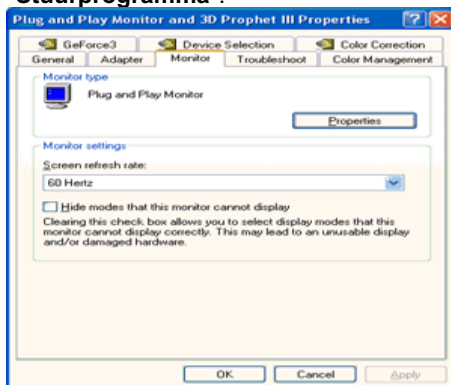 Stuurprogramma".
Plug and Play Monitor and 3D Prophet III Properties
GeForce3 Device Selection Color Correction
General Adapter Monitor Troubleshoot Color Management
Monitor type
Plug and Play Monitor
Properties
Monitor settings
Screen refresh rate:
60 Hertz
Hide modes that this monitor cannot display
Clearing this check box allows you to select display modes that this
monitor cannot display correctly. This may lead to an unusable display
and/or damaged hardware.
OK Cancel Apply